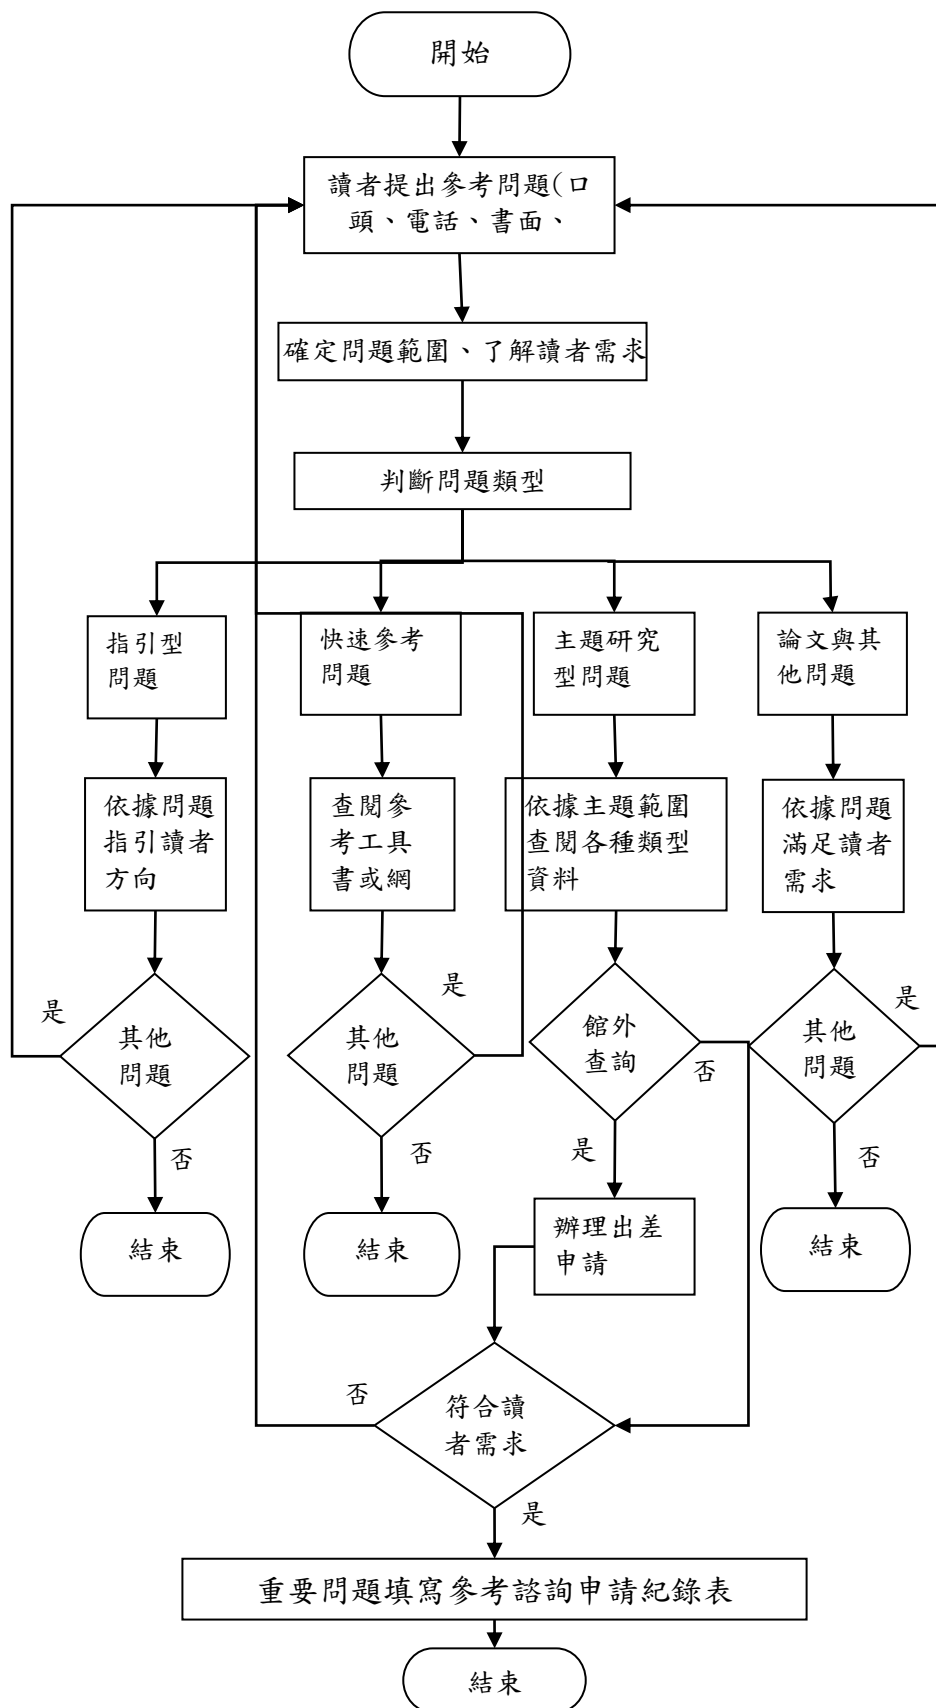 開始
讀者提出參考問題(口
頭、電話、書面、
確定問題範圍、了解讀者需求
判斷問題類型
指引型
問題
快速參考
問題
主題研究
型問題
論文與其
他問題
依據問題
指引讀者
方向
查閱參
考工具
書或網
依據主題範圍
查閱各種類型
資料
依據問題
滿足讀者
需求
是
其他
問題
否
是
其他
問題
否
館外
查詢
否
是
是
其他
問題
否
結束
結束
辦理出差
申請
結束
否
符合讀
者需求
是
重要問題填寫參考諮詢申請紀錄表
結束